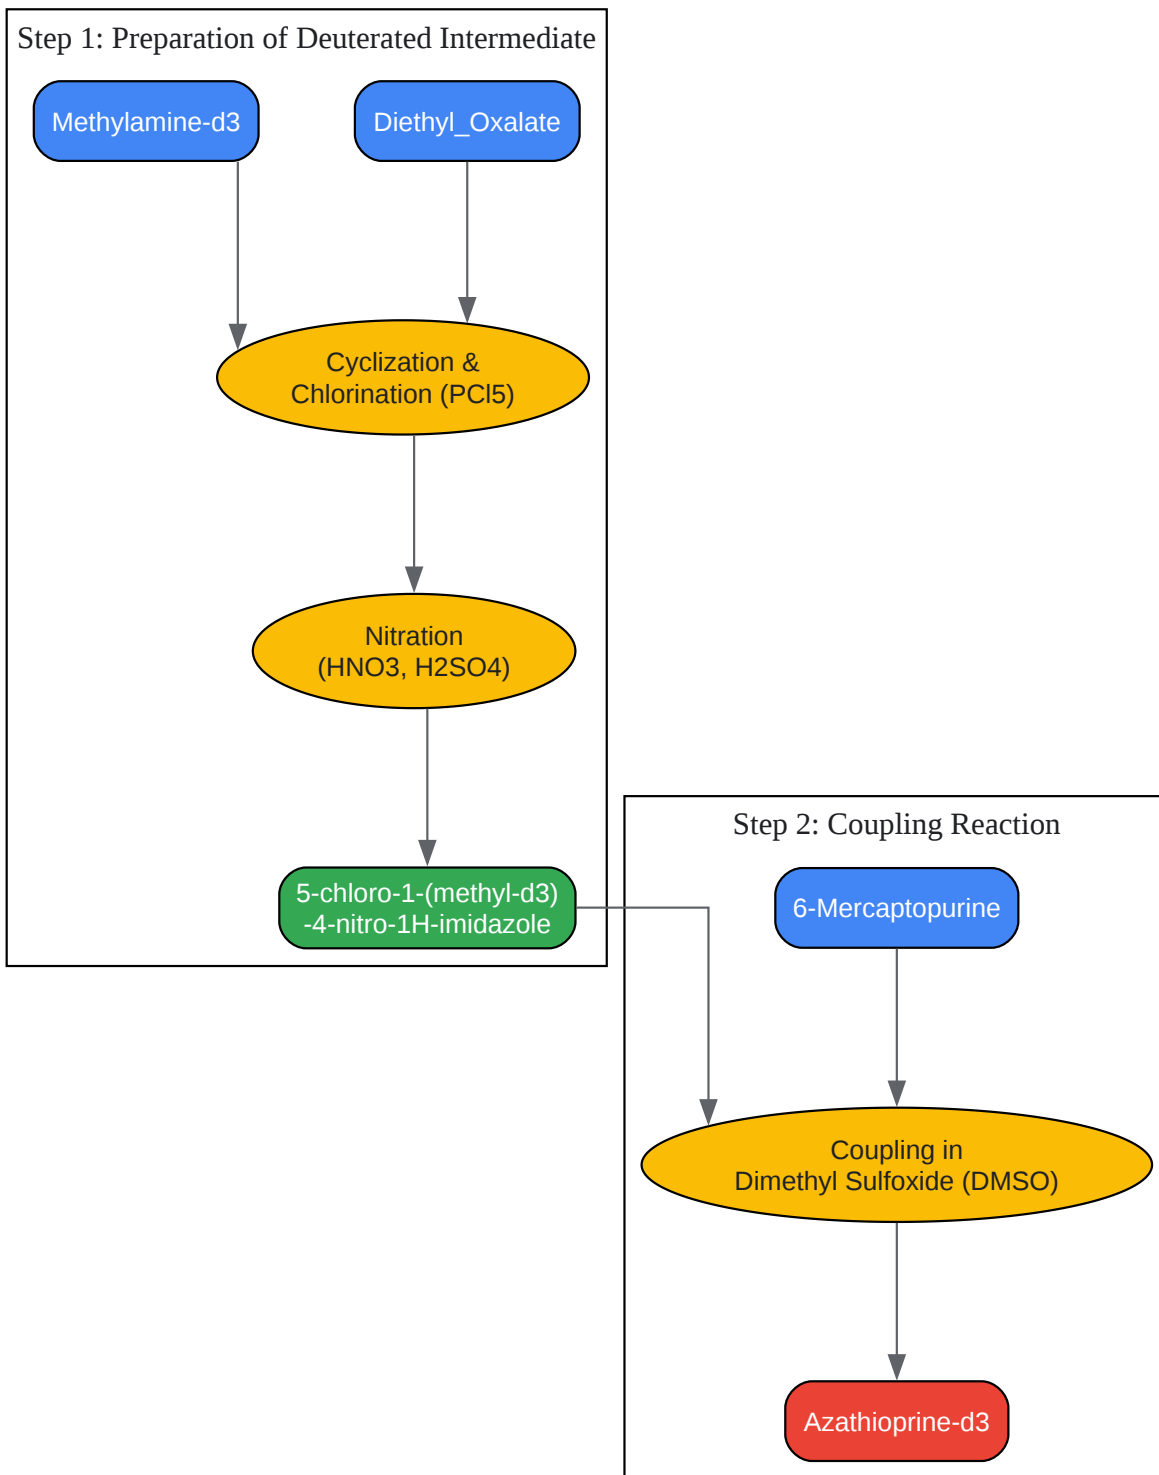 Step 1: Preparation of Deuterated Intermediate
Methylamine-d3
Diethyl_Oxalate
Cyclization &
Chlorination (PCl5)
Nitration
(HNO3, H2SO4)
5-chloro-1-(methyl-d3)
-4-nitro-1H-imidazole
Step 2: Coupling Reaction
6-Mercaptopurine
Coupling in
Dimethyl Sulfoxide (DMSO)
Azathioprine-d3